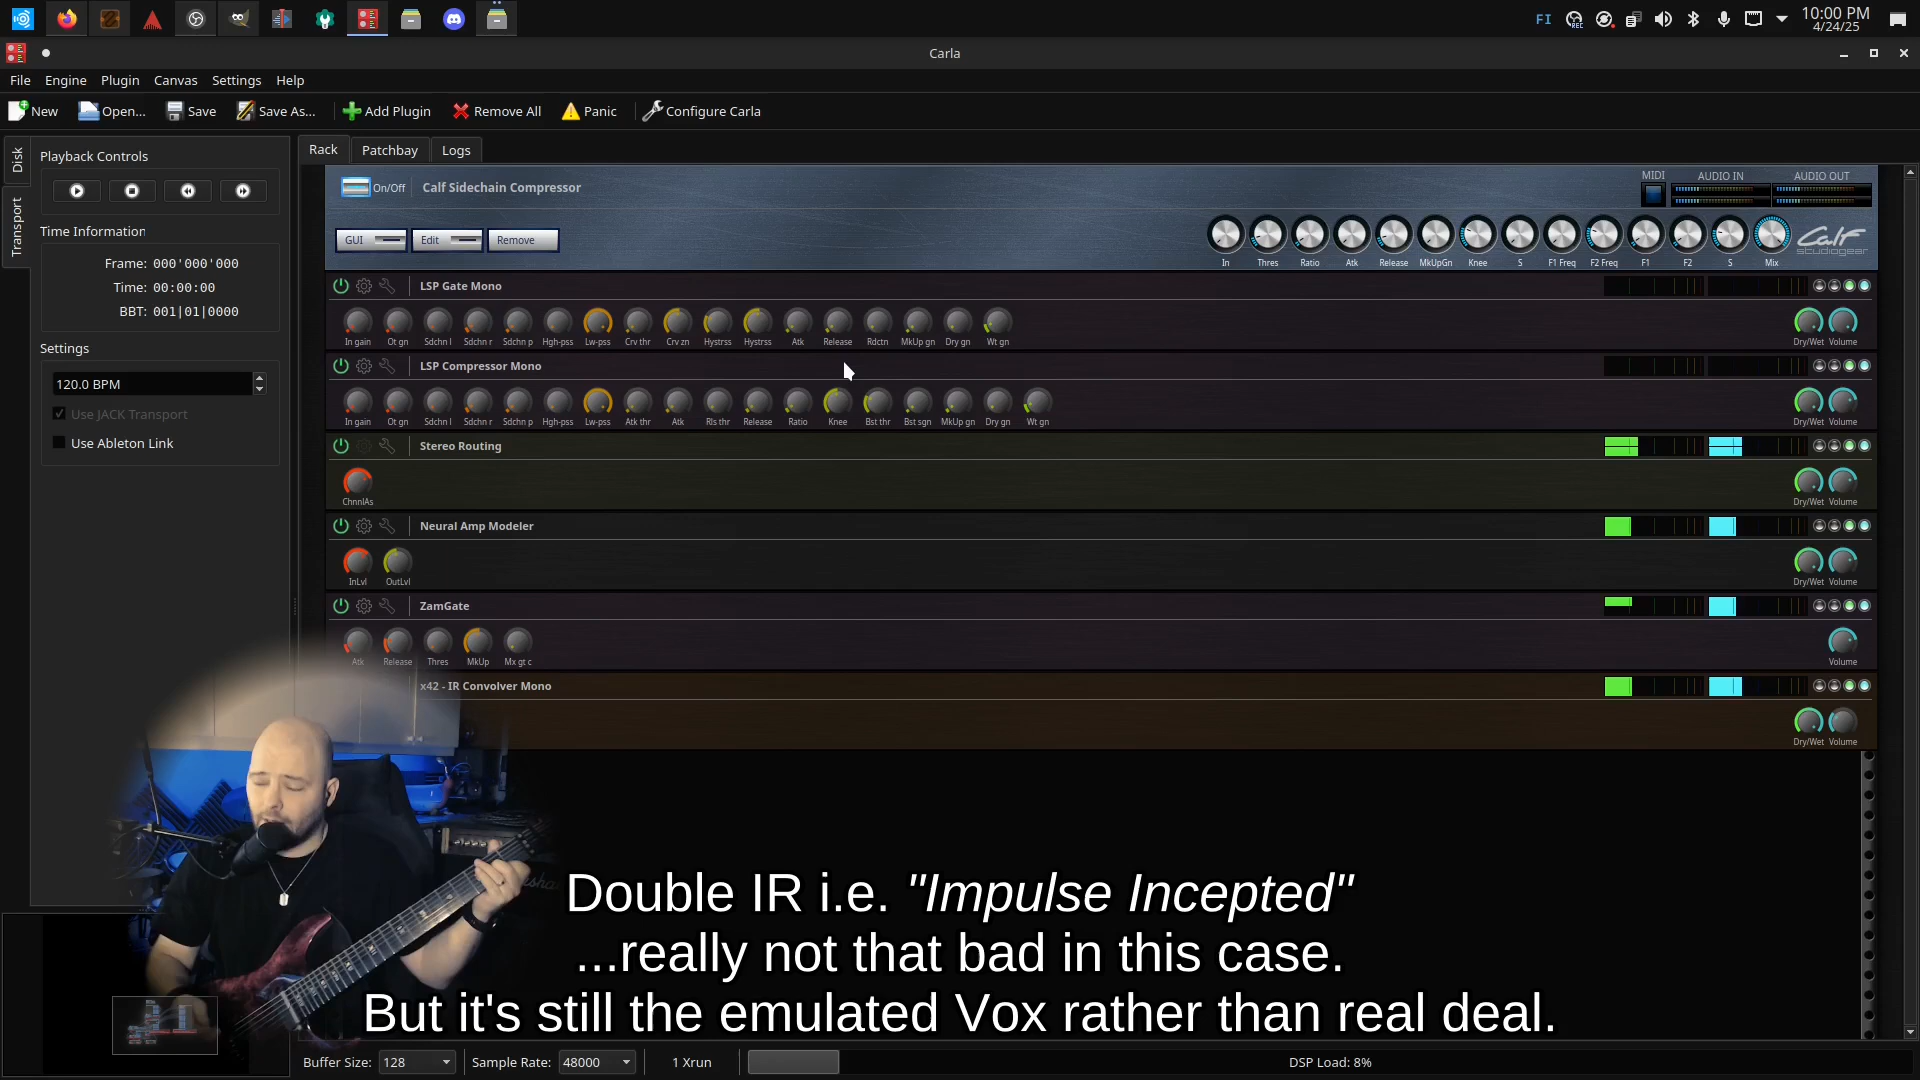 FI
REC
10:00 PM
4/24/25
Carla
File Engine Plugin Canvas Settings Help
New Open... Save Save As... Add Plugin Remove All Panic Configure Carla
Disk
Transport
Playback Controls
Time Information
Frame: 000'000'000
Time: 00:00:00
BBT: 001|01|0000
Settings
120.0 BPM
Use JACK Transport
Use Ableton Link
Rack Patchbay Logs
On/Off Calf Sidechain Compressor
MIDI AUDIO IN AUDIO OUT
GUI Edit Remove
In Thres Ratio Atk Release MkUpGn Knee S F1 Freq F2 Freq F1 F2 S Mix
Calf studiogear
LSP Gate Mono
In gain Ot gn Sdchn l Sdchn r Sdchn p Hgh-pss Lw-pss Crv thr Crv zn Hystrss Hystrss Atk Release Rdctn MkUp gn Dry gn Wt gn Dry/Wet Volume
LSP Compressor Mono
In gain Ot gn Sdchn l Sdchn r Sdchn p Hgh-pss Lw-pss Atk thr Atk Rls thr Release Ratio Knee Bst thr Bst sgn MkUp gn Dry gn Wt gn Dry/Wet Volume
Stereo Routing
ChnnlAs Dry/Wet Volume
Neural Amp Modeler
InLvl OutLvl Dry/Wet Volume
ZamGate
Atk Release Thres MkUp Mx gt c Volume
x42 - IR Convolver Mono
Dry/Wet Volume
Double IR i.e. "Impulse Incepted"
...really not that bad in this case.
But it's still the emulated Vox rather than real deal.
Buffer Size: 128 Sample Rate: 48000 1 Xrun DSP Load: 8%